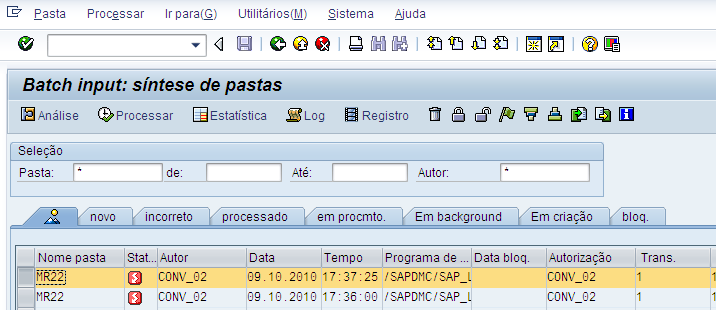 Pasta Processar Ir para(G) Utilitários(M) Sistema Ajuda
Batch input: síntese de pastas
Análise Processar Estatística Log Registro
Seleção
Pasta: * de: Até: Autor: *
novo incorreto processado em procmto. Em background Em criação bloq.
Nome pasta Stat... Autor Data Tempo Programa de ... Data bloq. Autorização Trans.
MR22 CONV_02 09.10.2010 17:37:25 /SAPDMC/SAP_L CONV_02 1
MR22 CONV_02 09.10.2010 17:36:00 /SAPDMC/SAP_L CONV_02 1